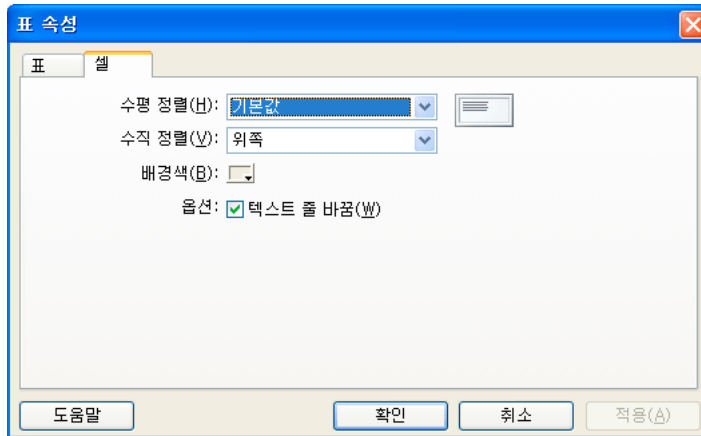 표 속성
표 셀
수평 정렬(H): 기본값
수직 정렬(V): 위쪽
배경색(B):
옵션: 텍스트 줄 바꿈(W)
도움말 확인 취소 적용(A)